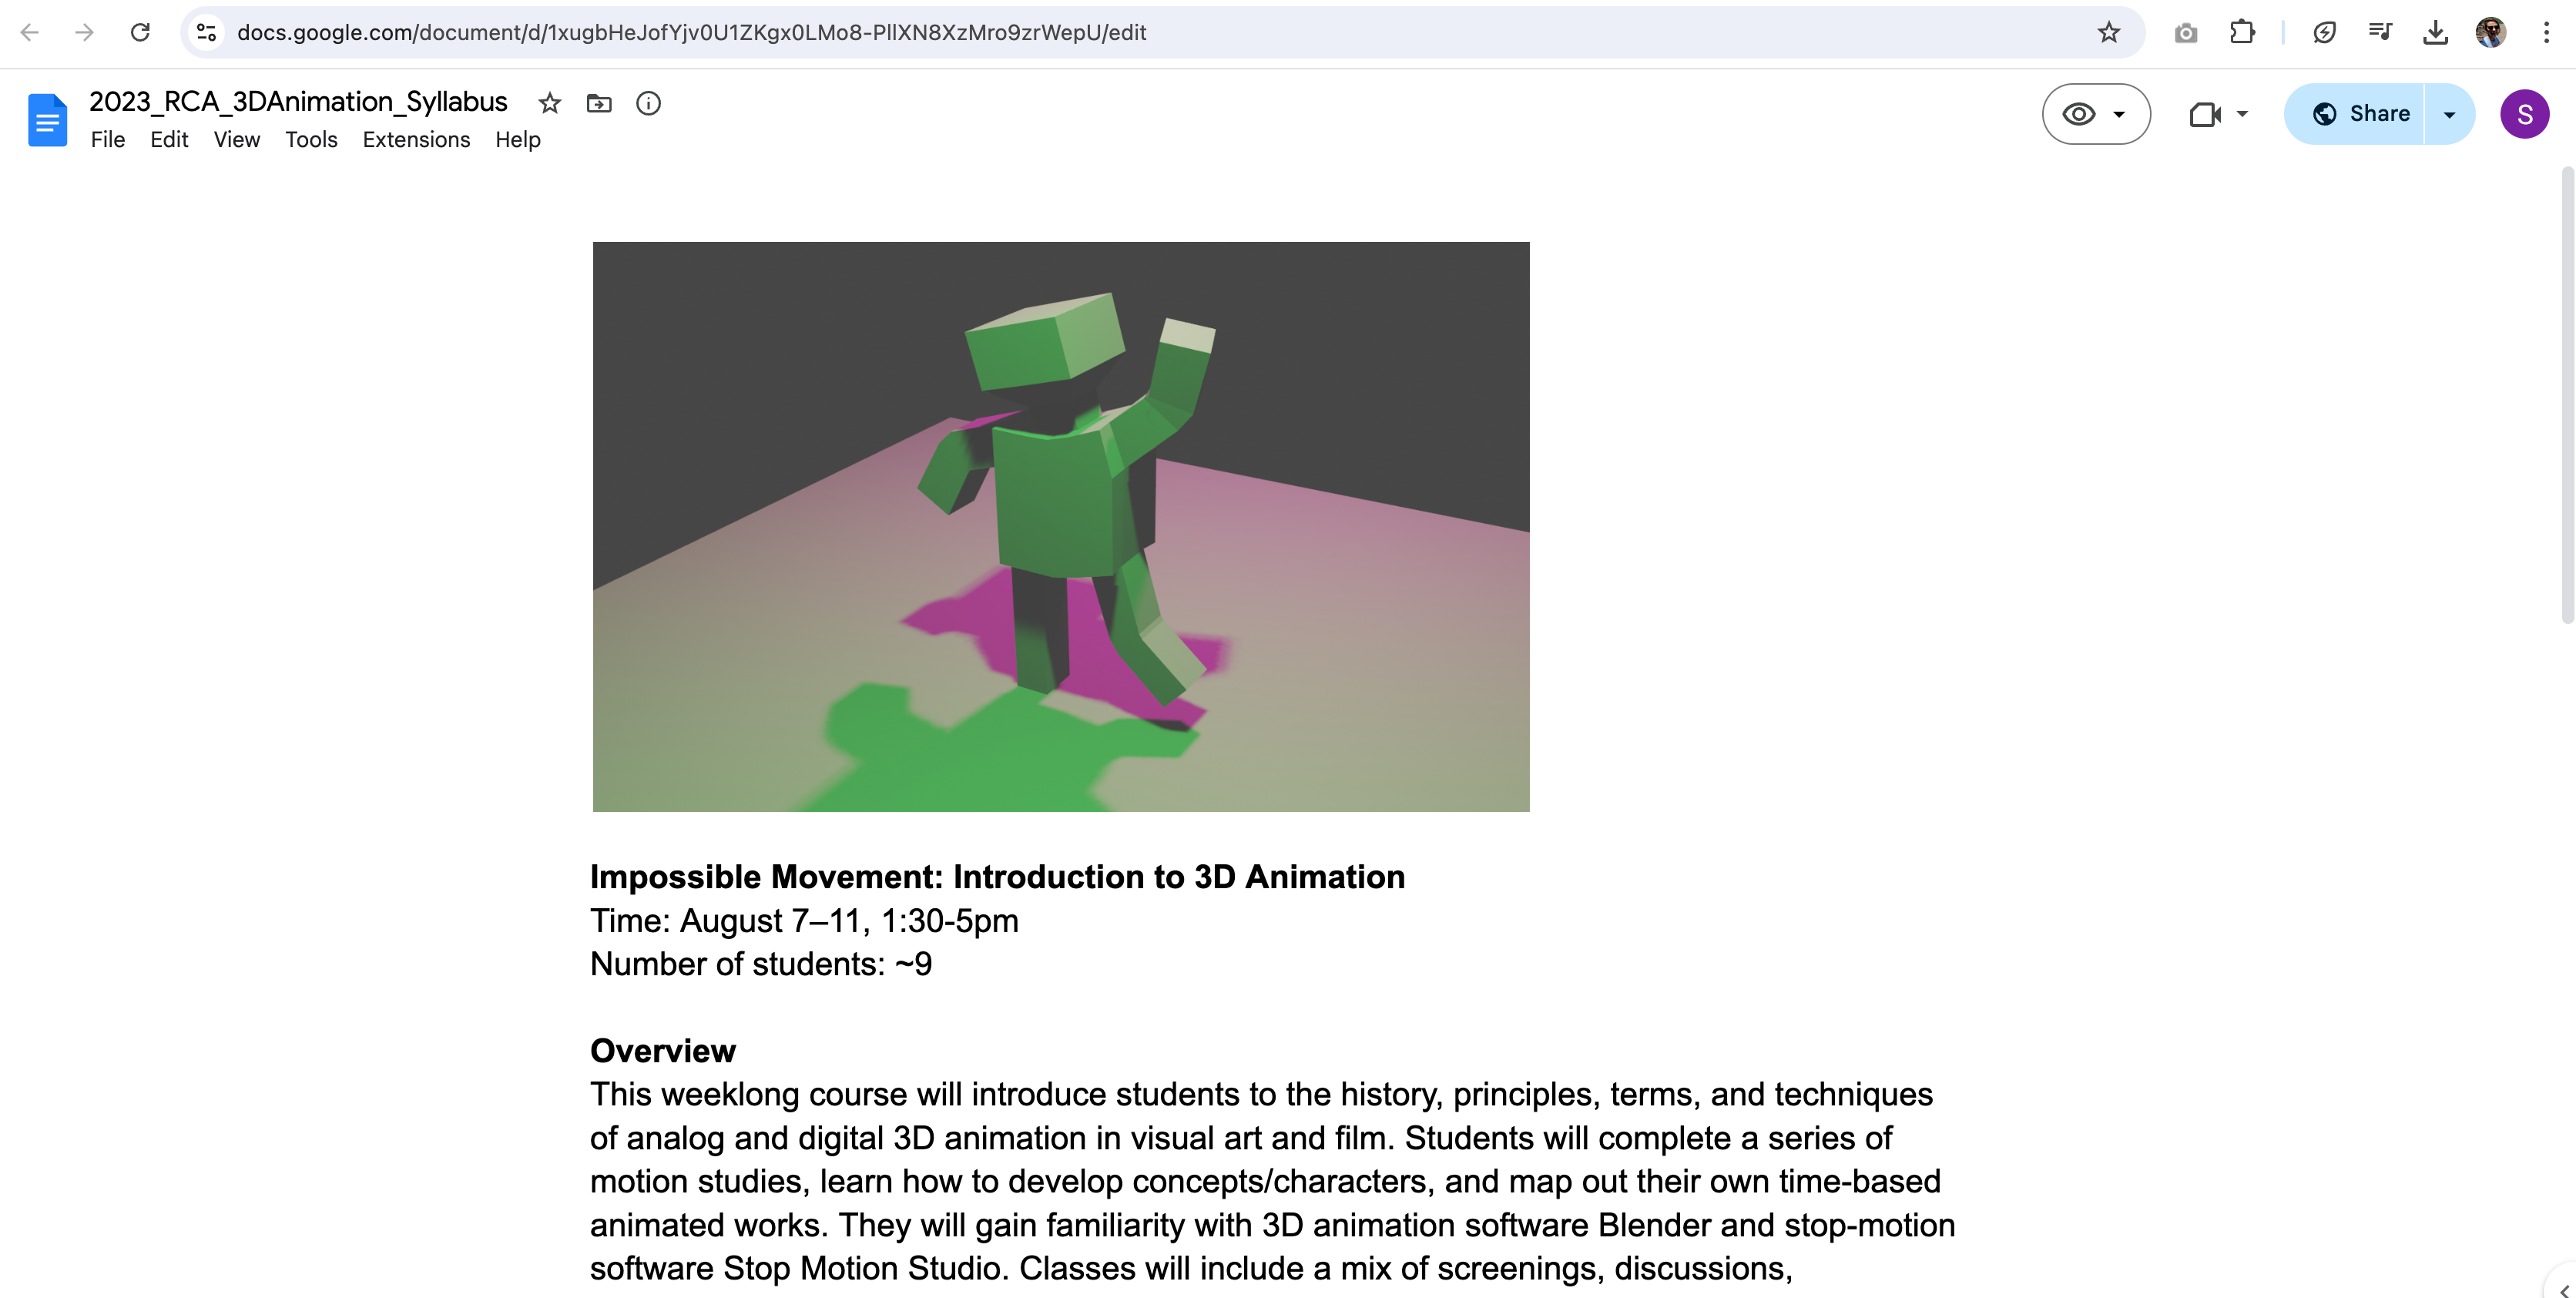 docs.google.com/document/d/1xugbHeJofYjv0U1ZKgx0LMo8-PllXN8XzMro9zrWepU/edit
2023_RCA_3DAnimation_Syllabus
File Edit View Tools Extensions Help
Share
S
Impossible Movement: Introduction to 3D Animation
Time: August 7–11, 1:30-5pm
Number of students: ~9
Overview
This weeklong course will introduce students to the history, principles, terms, and techniques
of analog and digital 3D animation in visual art and film. Students will complete a series of
motion studies, learn how to develop concepts/characters, and map out their own time-based
animated works. They will gain familiarity with 3D animation software Blender and stop-motion
software Stop Motion Studio. Classes will include a mix of screenings, discussions,